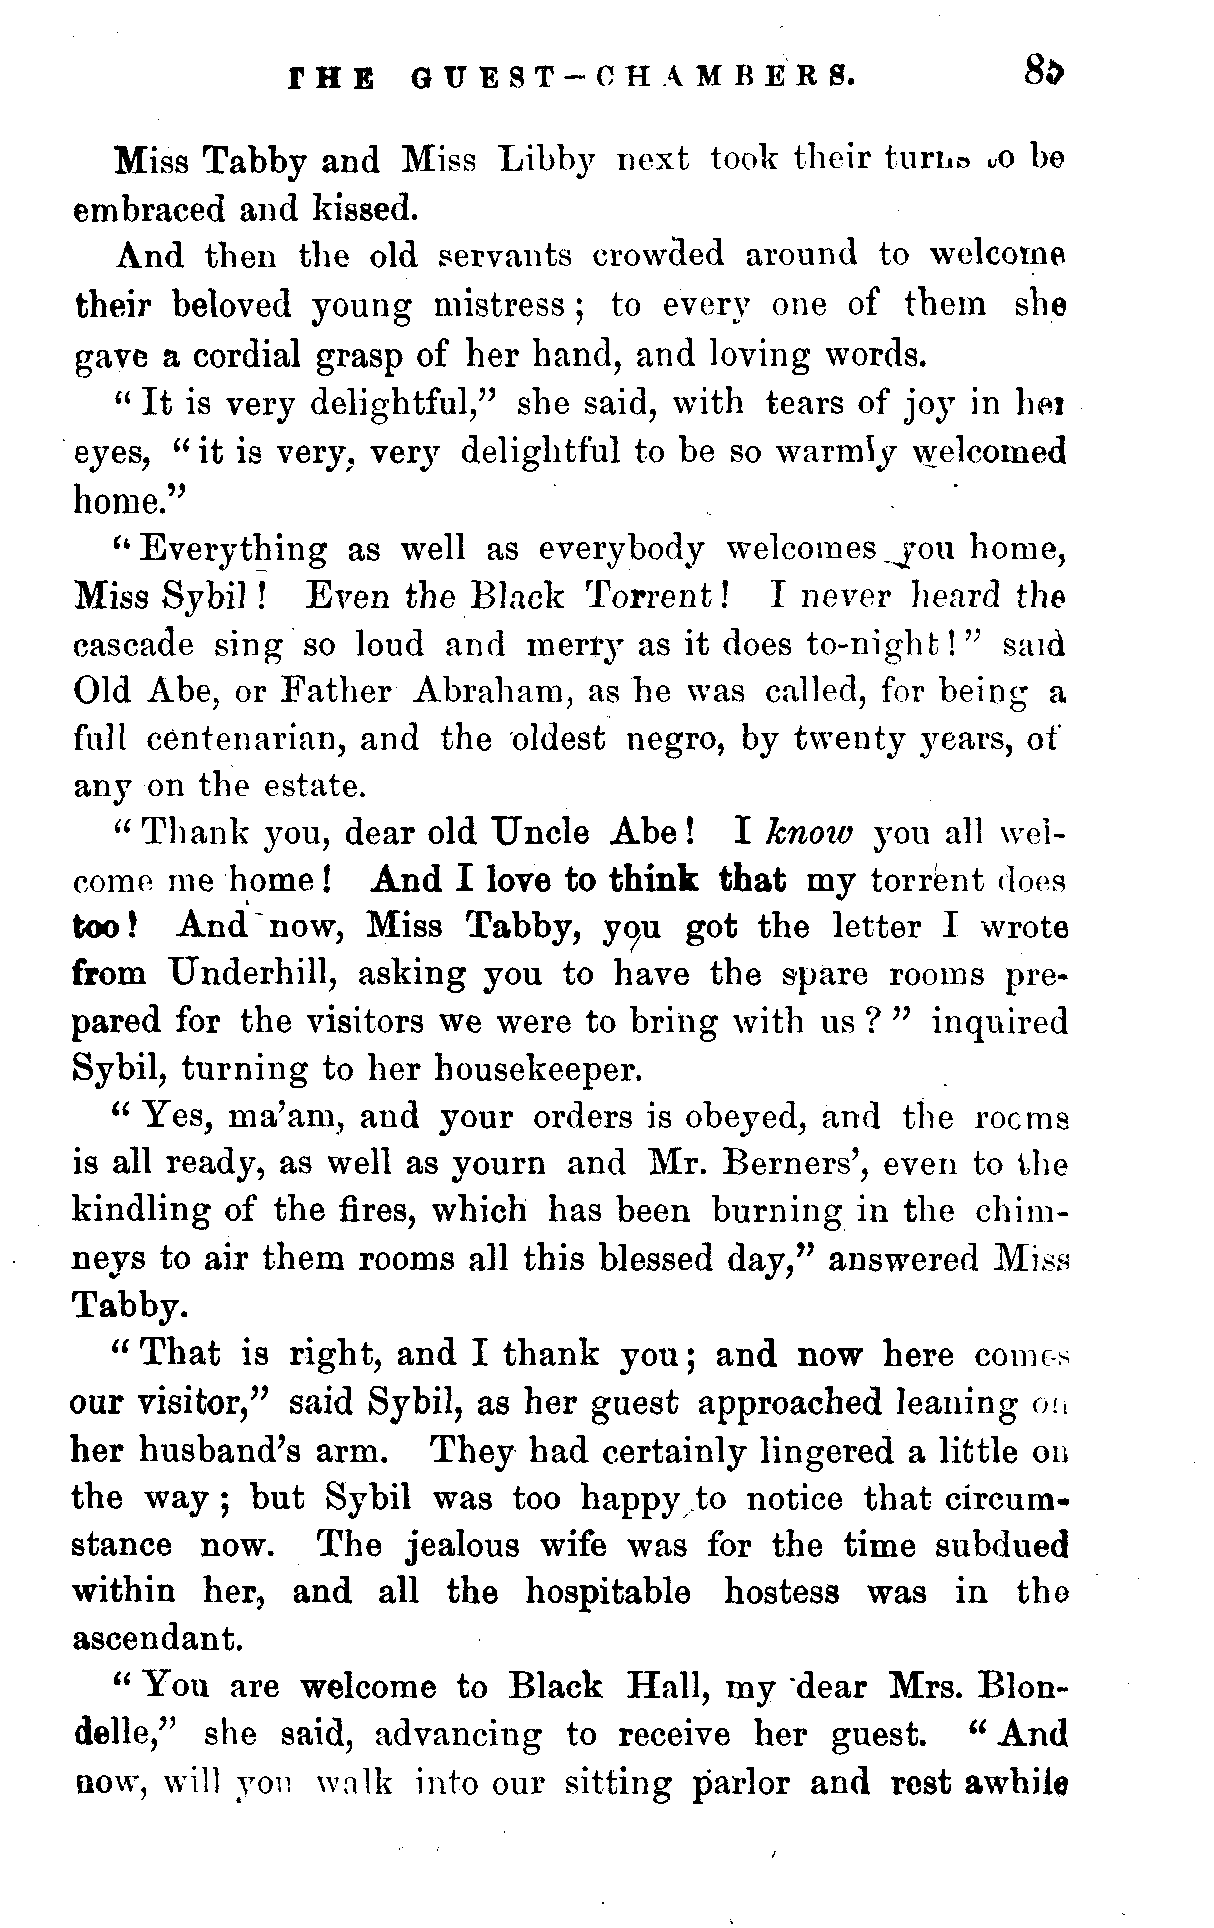 THE GUEST-CHAMBERS. 85
Miss Tabby and Miss Libby next took their turns to be
embraced and kissed.
And then the old servants crowded around to welcome
their beloved young mistress; to every one of them she
gave a cordial grasp of her hand, and loving words.
"It is very delightful," she said, with tears of joy in her
eyes, "it is very, very delightful to be so warmly welcomed
home."
"Everything as well as everybody welcomes you home,
Miss Sybil! Even the Black Torrent! I never heard the
cascade sing so loud and merry as it does to-night!" said
Old Abe, or Father Abraham, as he was called, for being a
full centenarian, and the oldest negro, by twenty years, of
any on the estate.
"Thank you, dear old Uncle Abe! I know you all wel-
come me home! And I love to think that my torrent does
too! And now, Miss Tabby, you got the letter I wrote
from Underhill, asking you to have the spare rooms pre-
pared for the visitors we were to bring with us?" inquired
Sybil, turning to her housekeeper.
"Yes, ma'am, and your orders is obeyed, and the rooms
is all ready, as well as yourn and Mr. Berners', even to the
kindling of the fires, which has been burning in the chim-
neys to air them rooms all this blessed day," answered Miss
Tabby.
"That is right, and I thank you; and now here comes
our visitor," said Sybil, as her guest approached leaning on
her husband's arm. They had certainly lingered a little on
the way; but Sybil was too happy to notice that circum-
stance now. The jealous wife was for the time subdued
within her, and all the hospitable hostess was in the
ascendant.
"You are welcome to Black Hall, my dear Mrs. Blon-
delle," she said, advancing to receive her guest. "And
now, will you walk into our sitting parlor and rest awhile